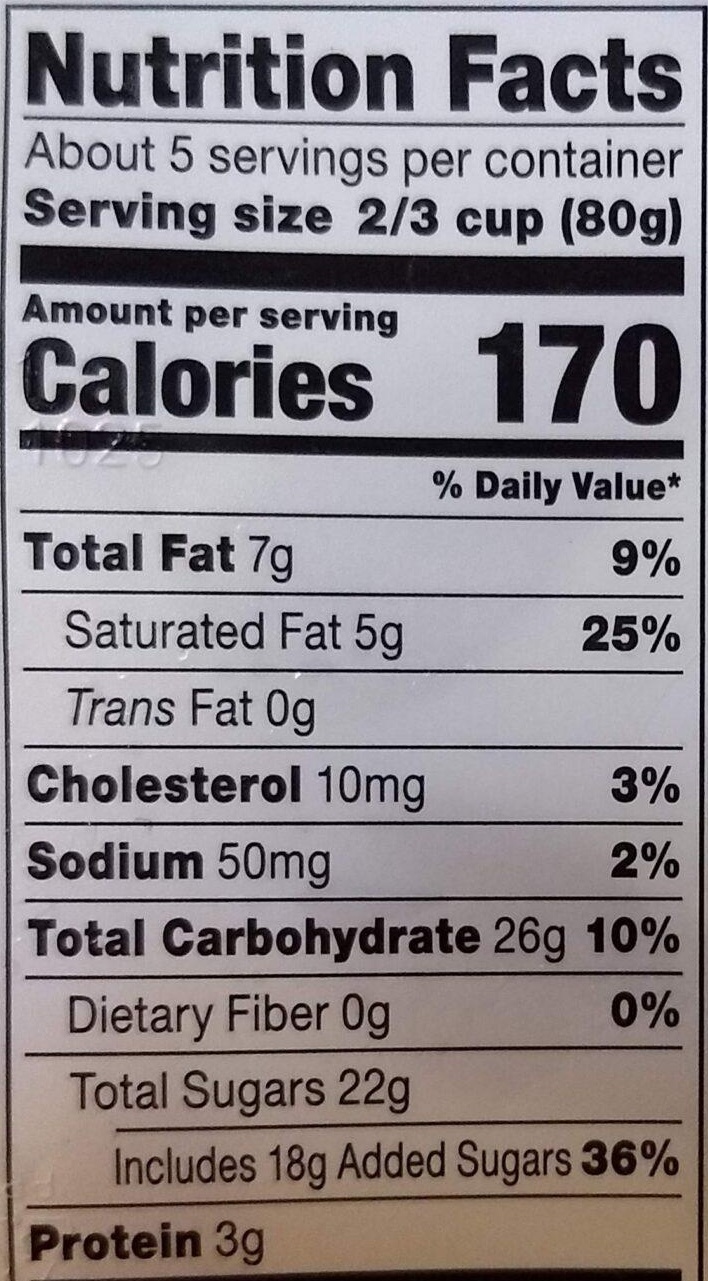 Nutrition Facts
About 5 servings per container
Serving size 2/3 cup (80g)
Amount per serving
Calories 170
1025
% Daily Value*
Total Fat 7g 9%
Saturated Fat 5g 25%
Trans Fat 0g
Cholesterol 10mg 3%
Sodium 50mg 2%
Total Carbohydrate 26g 10%
Dietary Fiber 0g 0%
Total Sugars 22g
Includes 18g Added Sugars 36%
Protein 3g